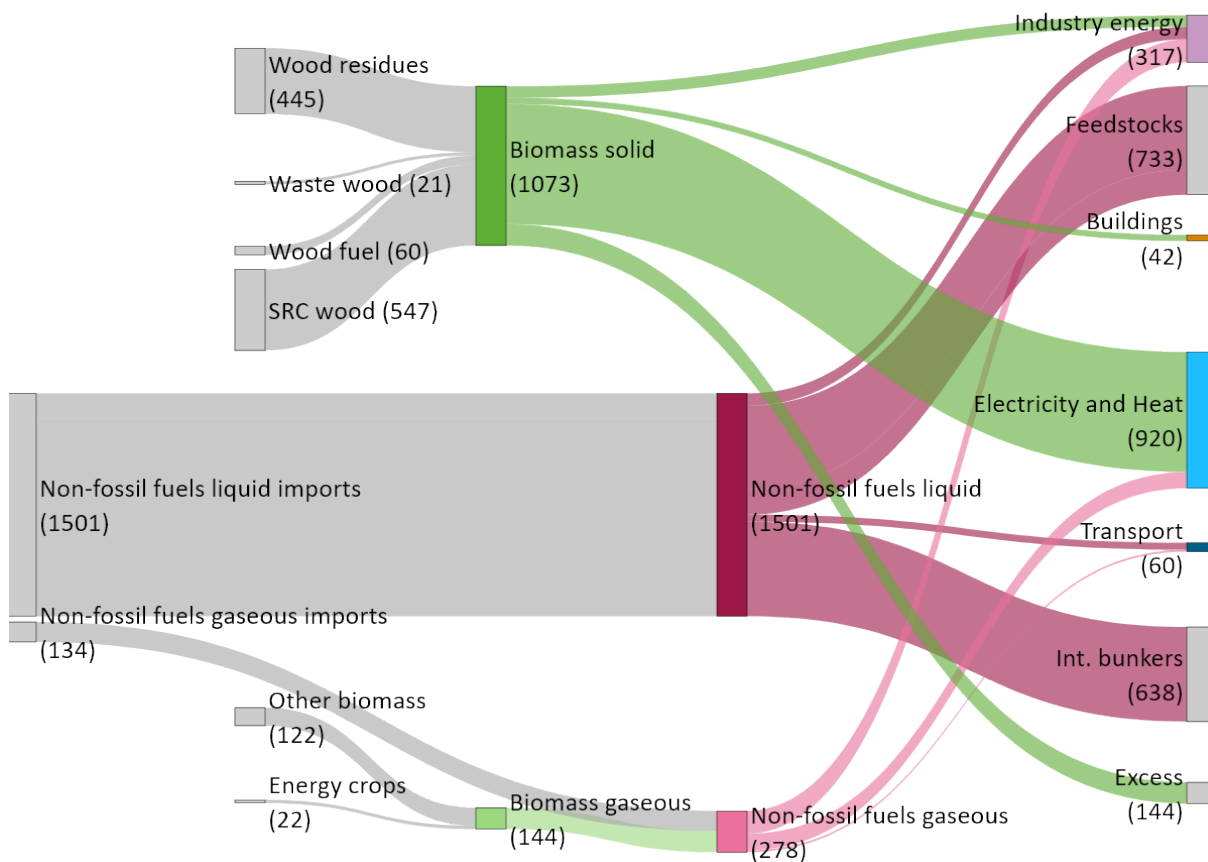 Industry energy
(317)
Wood residues
(445)
Feedstocks
(733)
Biomass solid
(1073)
Waste wood (21)
Buildings
(42)
Wood fuel (60)
SRC wood (547)
Electricity and Heat
(920)
Non-fossil fuels liquid imports
(1501)
Non-fossil fuels liquid
(1501)
Transport
(60)
Non-fossil fuels gaseous imports
(134)
Int. bunkers
(638)
Other biomass
(122)
Energy crops
(22)
Biomass gaseous
(144)
Non-fossil fuels gaseous
(278)
Excess
(144)